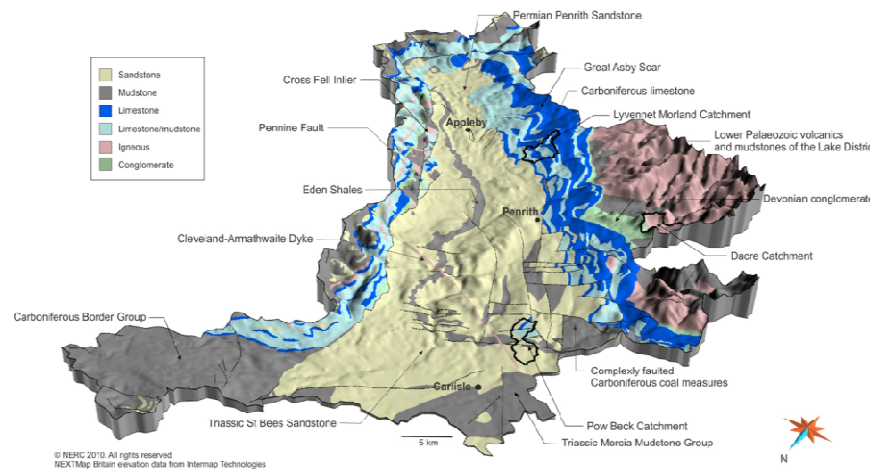 Permian Penrith Sandstone
Sandstone
Mudstone
Limestone
Limestone/mudstone
Igneous
Conglomerate
Cross Fell Inlier
Great Asby Scar
Carboniferous limestone
Appleby
Lyvennet Morland Catchment
Pennine Fault
Lower Palaeozoic volcanics
and mudstones of the Lake District
Eden Shales
Devonian conglomerate
Penrith
Cleveland-Armathwaite Dyke
Dacre Catchment
Carboniferous Border Group
Complexly faulted
Carboniferous coal measures
Carlisle
Triassic St Bees Sandstone
Pow Beck Catchment
5 km
Triassic Mercia Mudstone Group
N
© NERC 2010. All rights reserved
NEXTMap Britain elevation data from Intermap Technologies